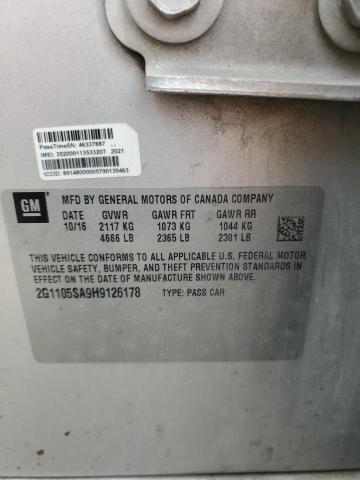 PassTimeSN: 46337887
IMEI: 352009113533207 2021
ICCID: 89148000005790139463
GM
MFD BY GENERAL MOTORS OF CANADA COMPANY
DATE GVWR GAWR FRT GAWR RR
10/16 2117 KG 1073 KG 1044 KG
4666 LB 2365 LB 2301 LB
THIS VEHICLE CONFORMS TO ALL APPLICABLE U.S. FEDERAL MOTOR
VEHICLE SAFETY, BUMPER, AND THEFT PREVENTION STANDARDS IN
EFFECT ON THE DATE OF MANUFACTURE SHOWN ABOVE.
2G1105SA9H9126178 TYPE: PASS CAR